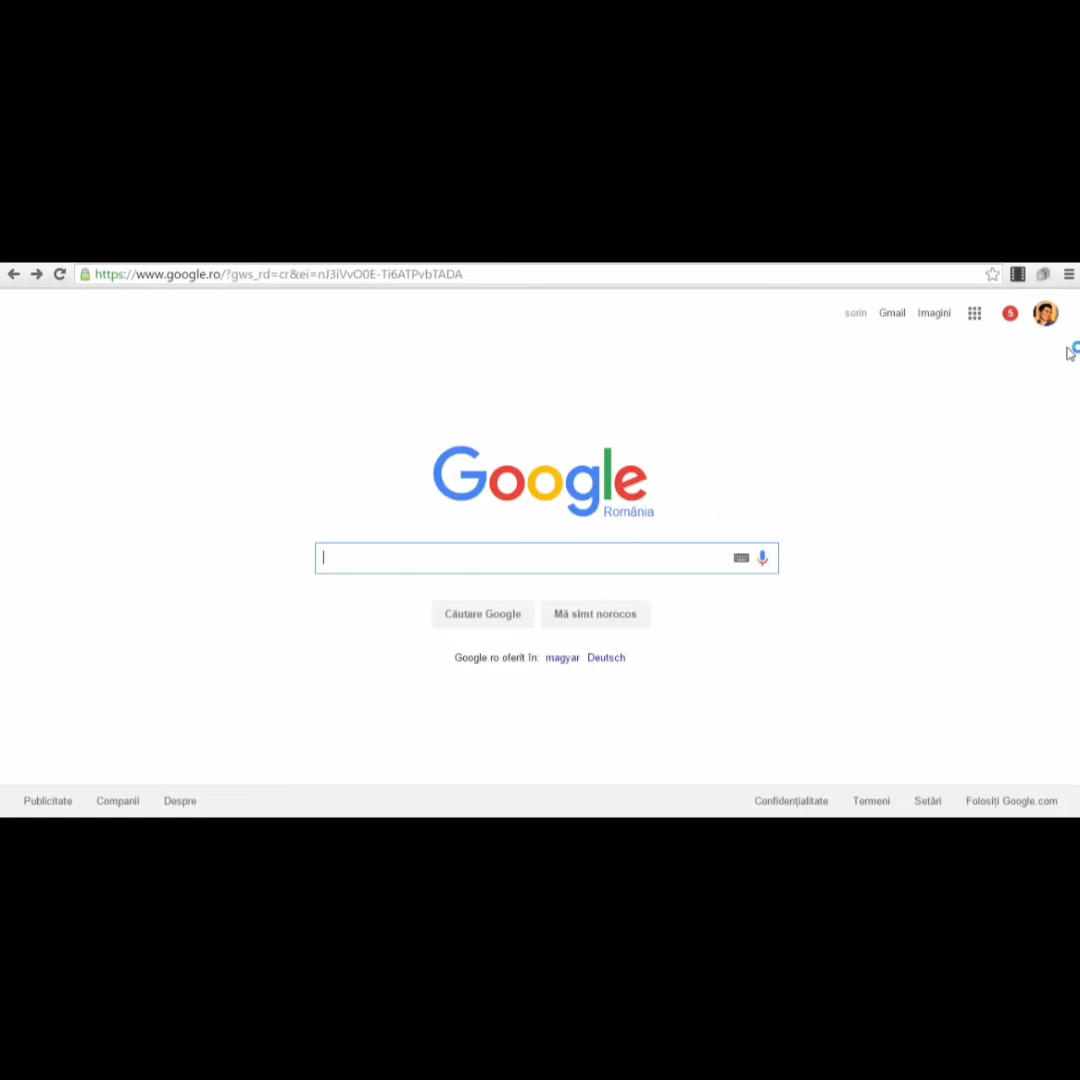 https://www.google.ro/?gws_rd=cr&ei=nJ3iVvO0E-Ti6ATPvbTADA
sorin Gmail Imagini 5
Google
România
Căutare Google Mă simt norocos
Google.ro oferit în: magyar Deutsch
Publicitate Companii Despre Confidențialitate Termeni Setări Folosiți Google.com